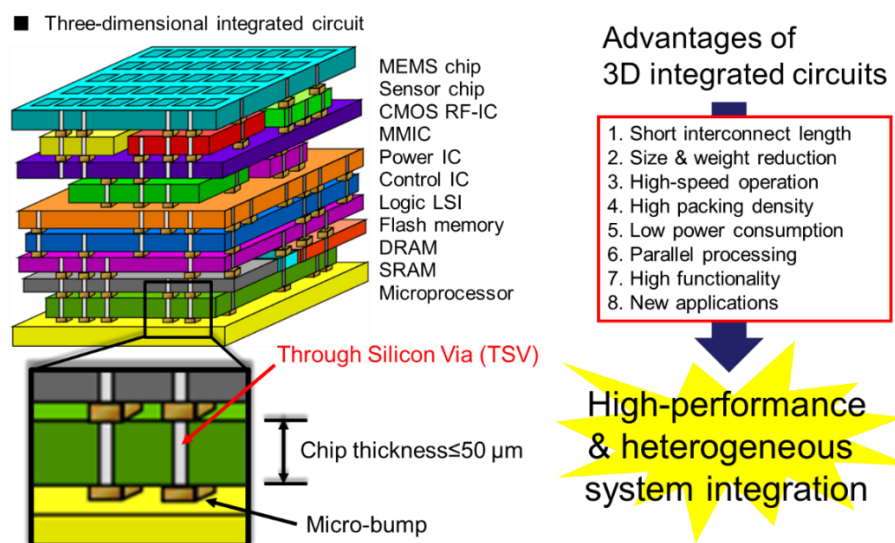 ■ Three-dimensional integrated circuit
MEMS chip
Sensor chip
CMOS RF-IC
MMIC
Power IC
Control IC
Logic LSI
Flash memory
DRAM
SRAM
Microprocessor
Through Silicon Via (TSV)
Chip thickness≤50 μm
Micro-bump
Advantages of
3D integrated circuits
1. Short interconnect length
2. Size & weight reduction
3. High-speed operation
4. High packing density
5. Low power consumption
6. Parallel processing
7. High functionality
8. New applications
High-performance
& heterogeneous
system integration